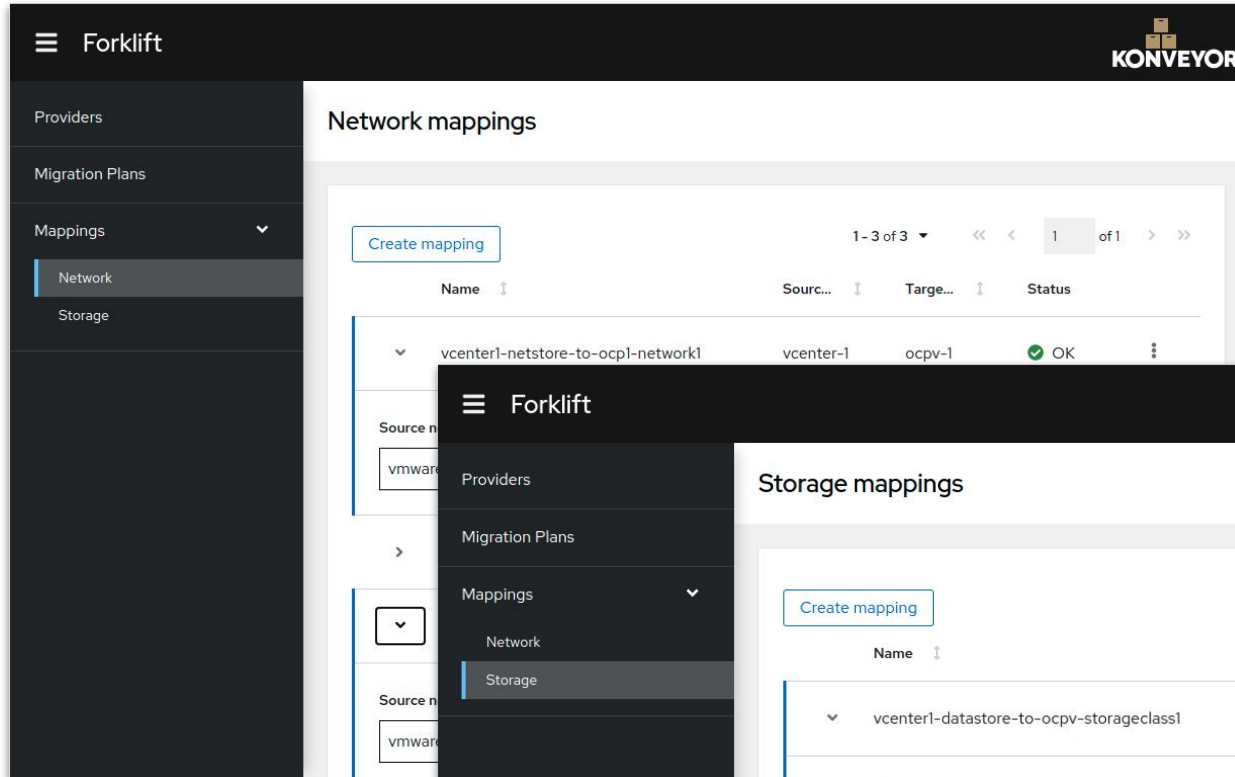 Forklift
KONVEYOR
Providers
Migration Plans
Mappings
Network
Storage
Network mappings
Create mapping
1 - 3 of 3
1 of 1
Name Sourc... Targe... Status
vcenter1-netstore-to-ocp1-network1 vcenter-1 ocpv-1 OK
Source n
vmware
Source n
vmware
Forklift
Providers
Migration Plans
Mappings
Network
Storage
Storage mappings
Create mapping
Name
vcenter1-datastore-to-ocpv-storageclass1